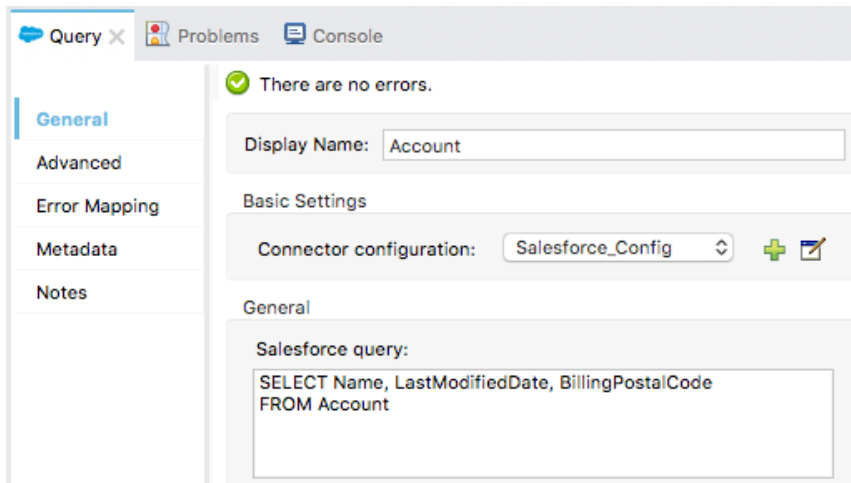 Query Problems Console
There are no errors.
General
Display Name: Account
Advanced
Error Mapping
Basic Settings
Metadata
Connector configuration: Salesforce_Config
Notes
General
Salesforce query:
SELECT Name, LastModifiedDate, BillingPostalCode
FROM Account